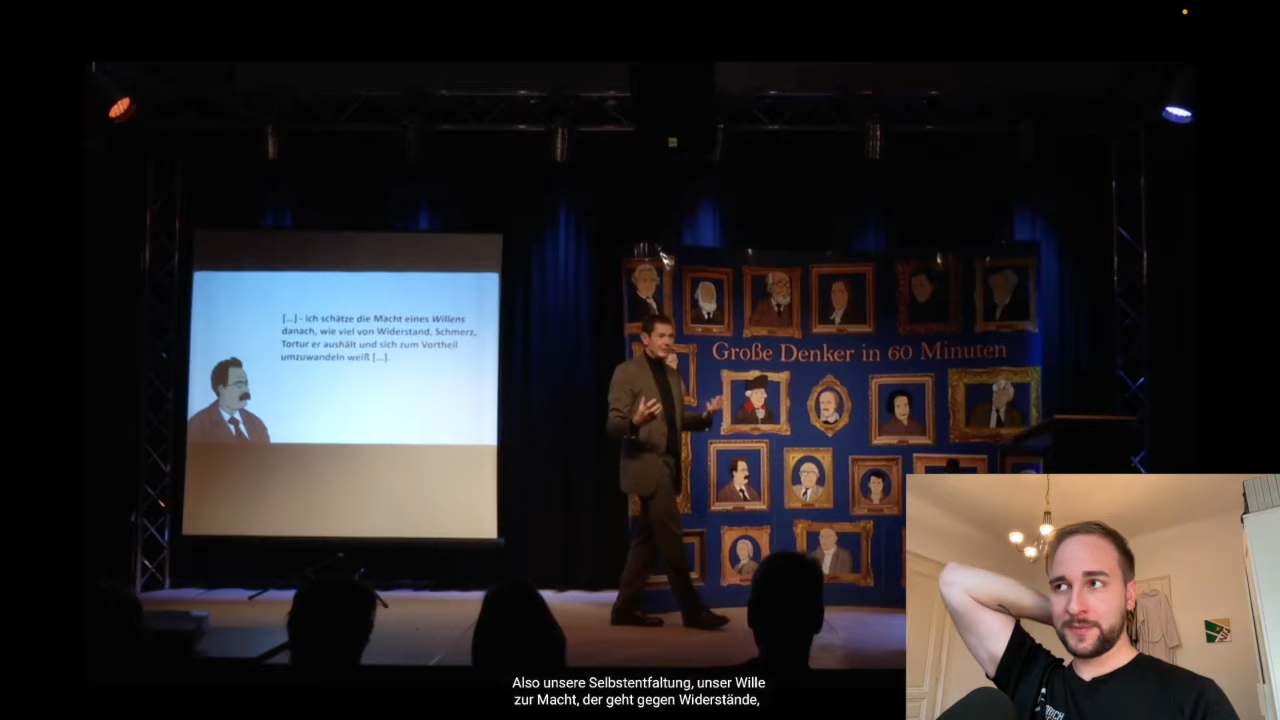 [...] - ich schätze die Macht eines Willens
danach, wie viel von Widerstand, Schmerz,
Tortur er aushält und sich zum Vortheil
umzuwandeln weiß [...].
Große Denker in 60 Minuten
Also unsere Selbstentfaltung, unser Wille
zur Macht, der geht gegen Widerstände,